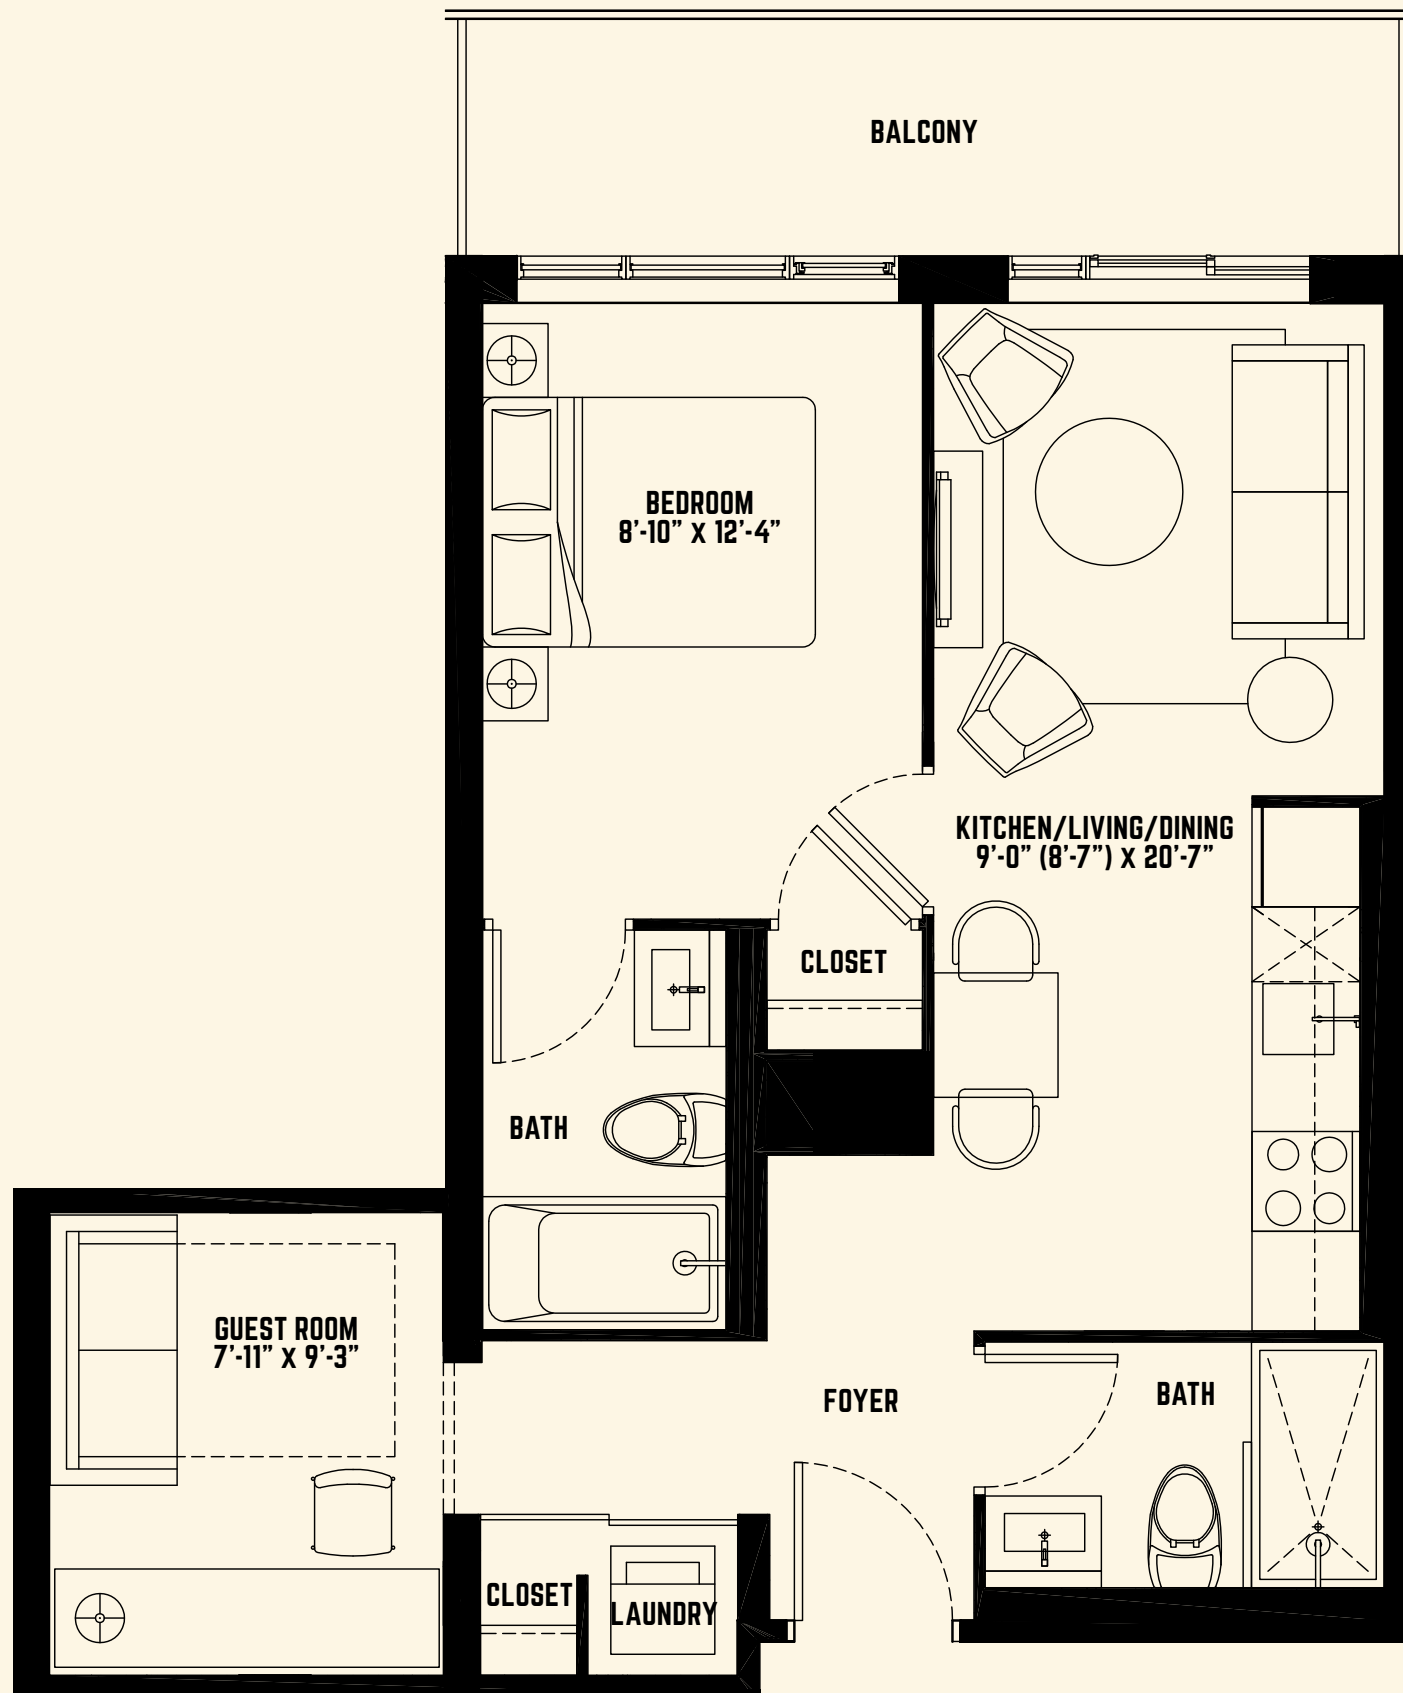 BALCONY
BEDROOM
8'-10" X 12'-4"
KITCHEN/LIVING/DINING
9'-0" (8'-7") X 20'-7"
CLOSET
BATH
GUEST ROOM
7'-11" X 9'-3"
FOYER
BATH
CLOSET
LAUNDRY